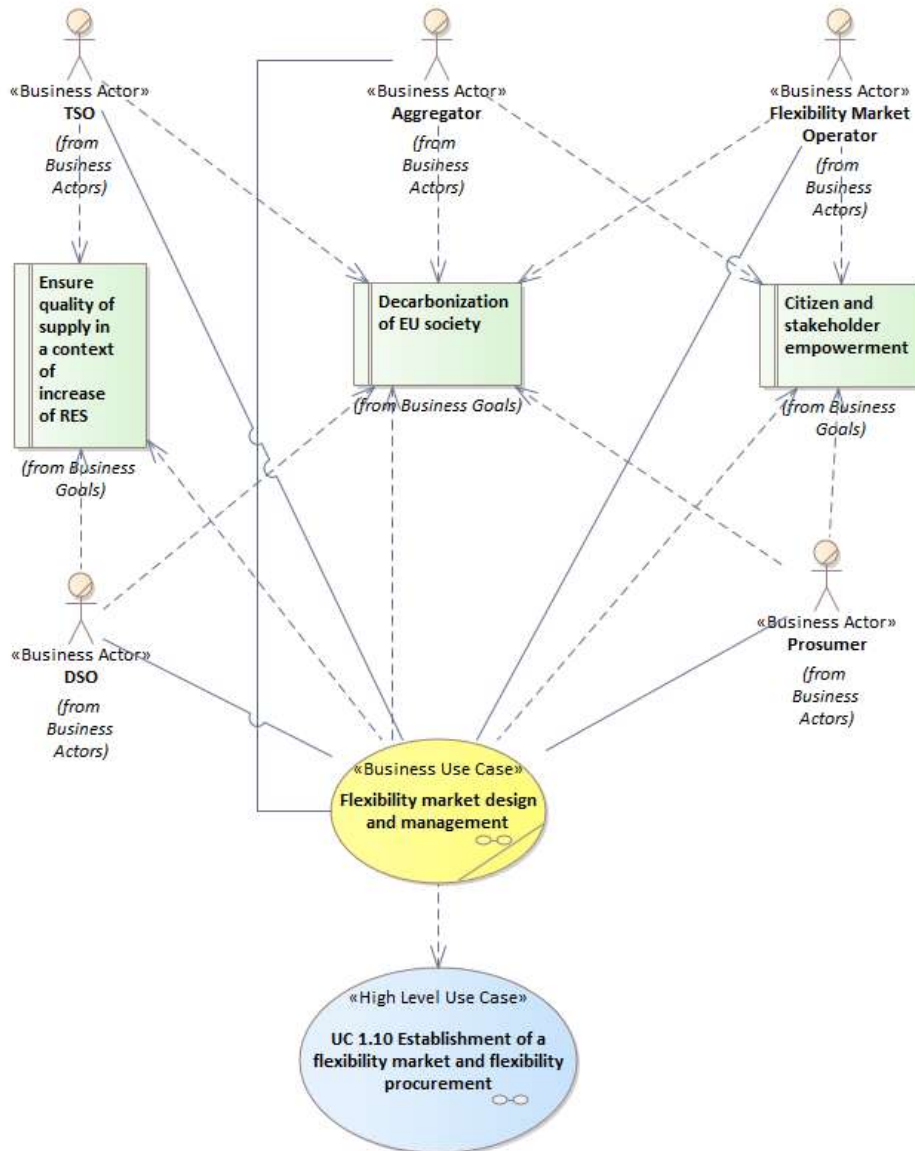 «Business Actor»
TSO
(from
Business
Actors)
«Business Actor»
Aggregator
(from
Business
Actors)
«Business Actor»
Flexibility Market
Operator
(from
Business
Actors)
Ensure
quality of
supply in
a context
of
increase
of RES
(from Business
Goals)
Decarbonization
of EU society
(from Business Goals)
Citizen and
stakeholder
empowerment
(from Business
Goals)
«Business Actor»
DSO
(from
Business
Actors)
«Business Actor»
Prosumer
(from
Business
Actors)
«Business Use Case»
Flexibility market design
and management
«High Level Use Case»
UC 1.10 Establishment of a
flexibility market and flexibility
procurement